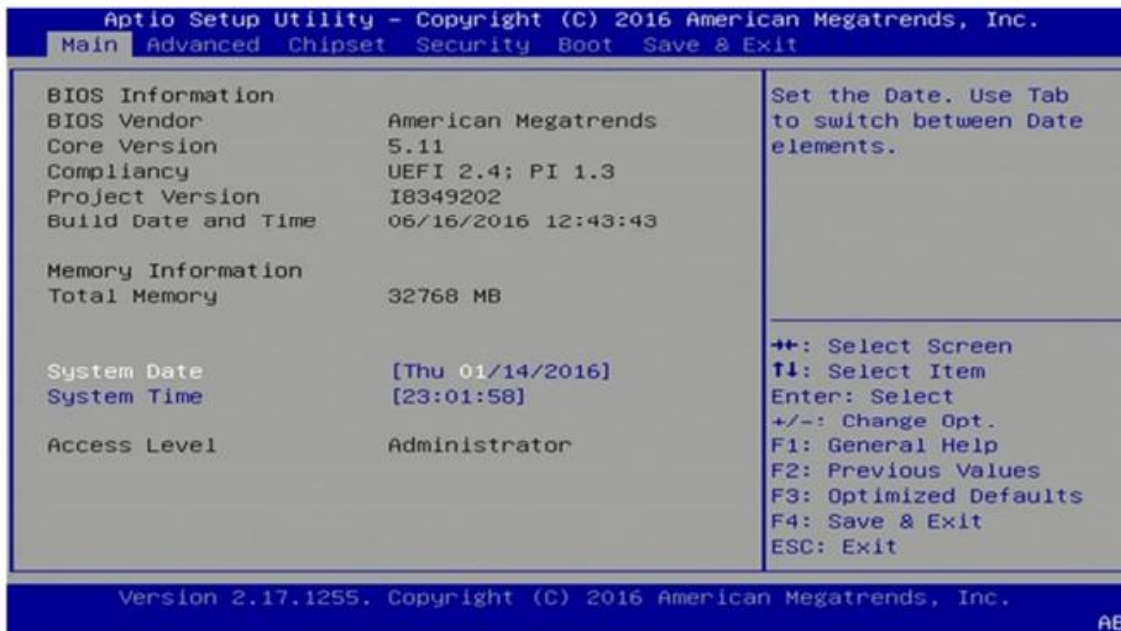 Aptio Setup Utility – Copyright (C) 2016 American Megatrends, Inc.
Main Advanced Chipset Security Boot Save & Exit
BIOS Information
BIOS Vendor American Megatrends
Core Version 5.11
Compliancy UEFI 2.4; PI 1.3
Project Version I8349202
Build Date and Time 06/16/2016 12:43:43
Memory Information
Total Memory 32768 MB
System Date [Thu 01/14/2016]
System Time [23:01:58]
Access Level Administrator
Set the Date. Use Tab
to switch between Date
elements.
→←: Select Screen
↑↓: Select Item
Enter: Select
+/-: Change Opt.
F1: General Help
F2: Previous Values
F3: Optimized Defaults
F4: Save & Exit
ESC: Exit
Version 2.17.1255. Copyright (C) 2016 American Megatrends, Inc.
AB